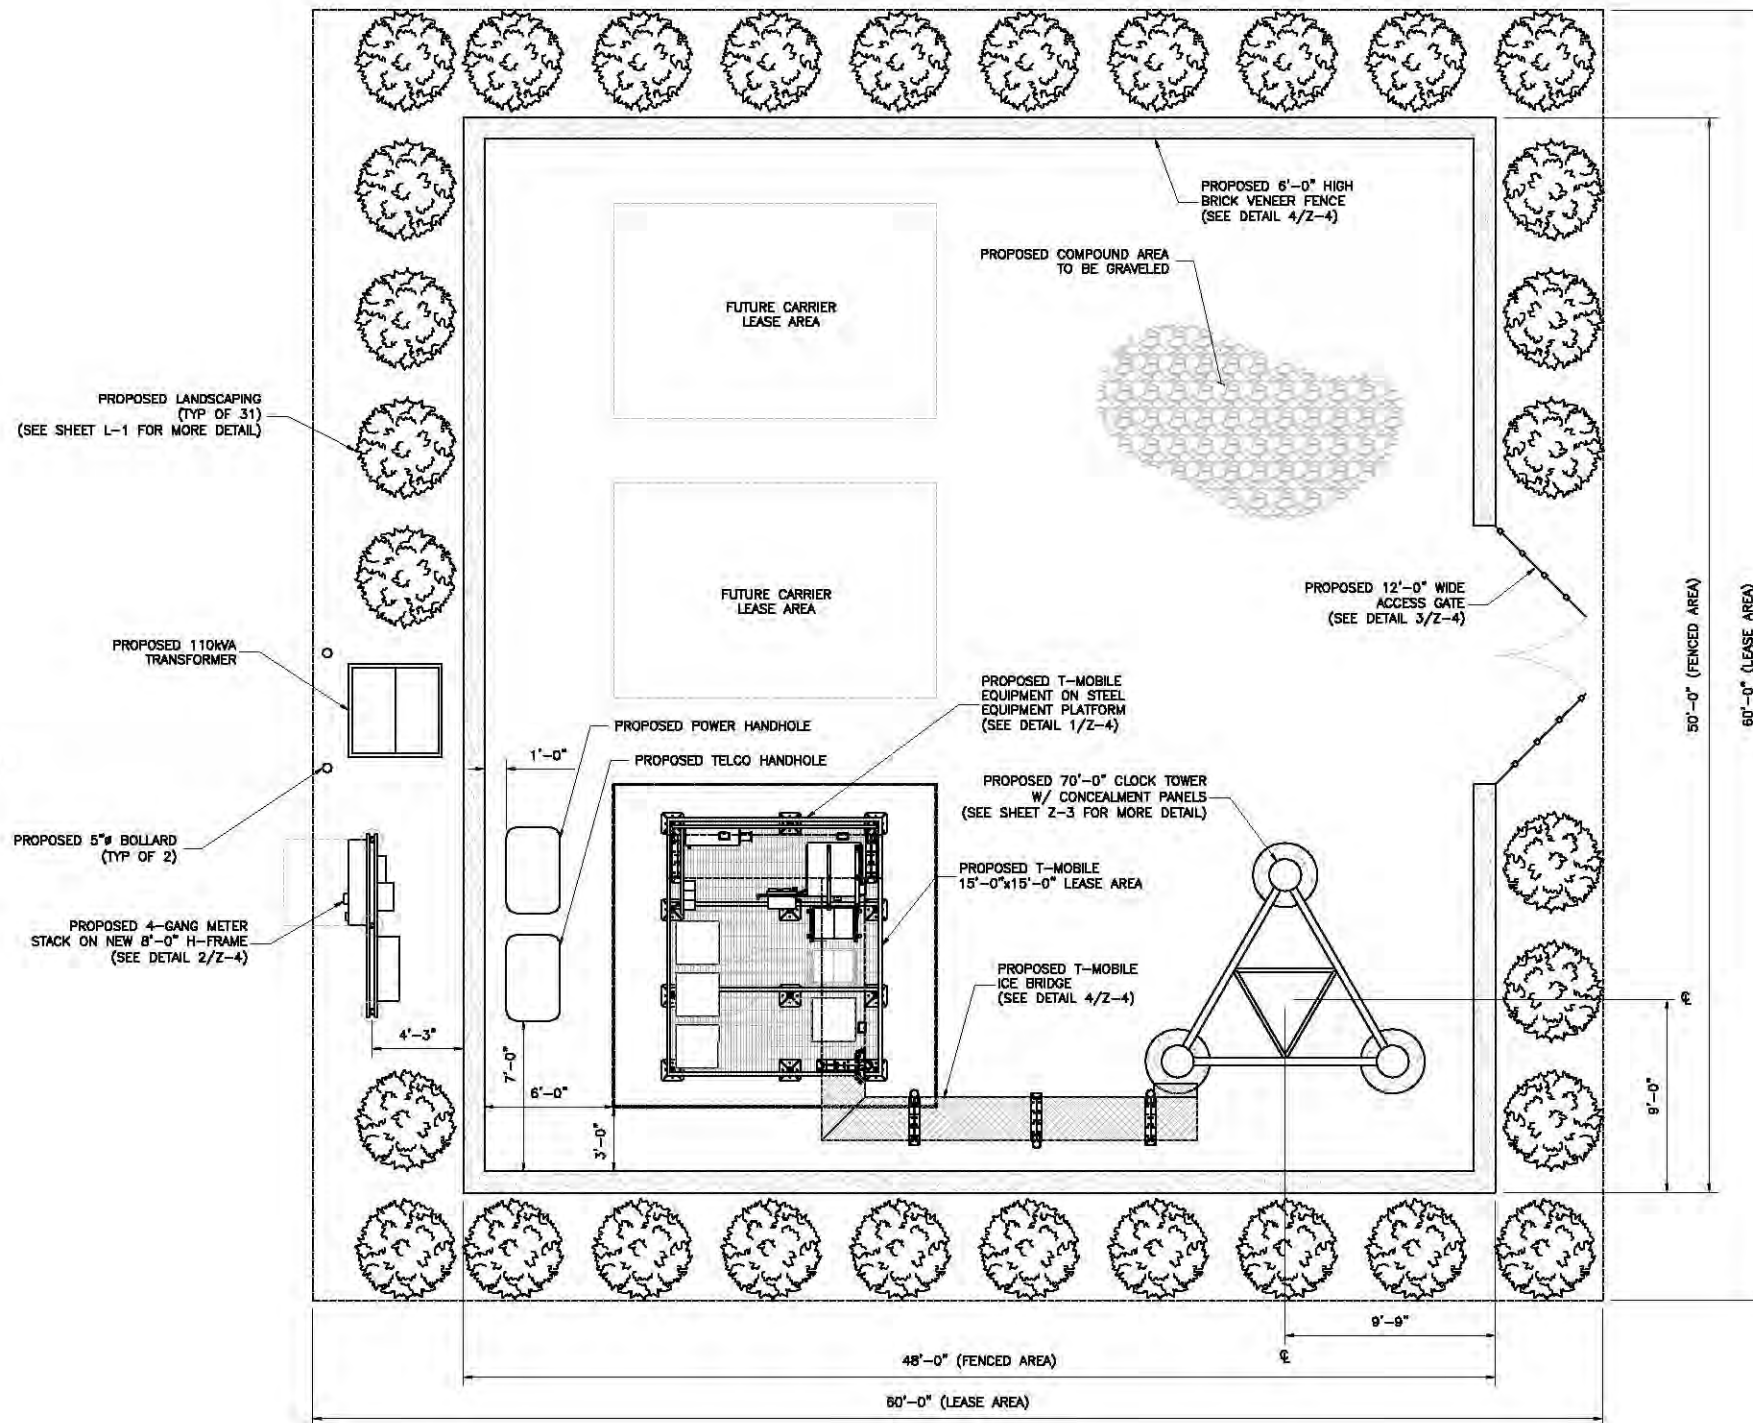 PROPOSED 6'-0" HIGH
BRICK VENEER FENCE
(SEE DETAIL 4/Z-4)
PROPOSED COMPOUND AREA
TO BE GRAVELED
FUTURE CARRIER
LEASE AREA
PROPOSED LANDSCAPING
(TYP OF 31)
(SEE SHEET L-1 FOR MORE DETAIL)
FUTURE CARRIER
LEASE AREA
PROPOSED 12'-0" WIDE
ACCESS GATE
(SEE DETAIL 3/Z-4)
50'-0" (FENCED AREA)
60'-0" (LEASE AREA)
PROPOSED 110kVA
TRANSFORMER
PROPOSED T-MOBILE
EQUIPMENT ON STEEL
EQUIPMENT PLATFORM
(SEE DETAIL 1/Z-4)
PROPOSED POWER HANDHOLE
1'-0"
PROPOSED TELCO HANDHOLE
PROPOSED 70'-0" CLOCK TOWER
W/ CONCEALMENT PANELS
(SEE SHEET Z-3 FOR MORE DETAIL)
PROPOSED 5"ø BOLLARD
(TYP OF 2)
PROPOSED T-MOBILE
15'-0"x15'-0" LEASE AREA
PROPOSED 4-GANG METER
STACK ON NEW 8'-0" H-FRAME
(SEE DETAIL 2/Z-4)
PROPOSED T-MOBILE
ICE BRIDGE
(SEE DETAIL 4/Z-4)
℄
4'-3"
7'-0"
6'-0"
3'-0"
9'-0"
9'-9"
℄
48'-0" (FENCED AREA)
60'-0" (LEASE AREA)